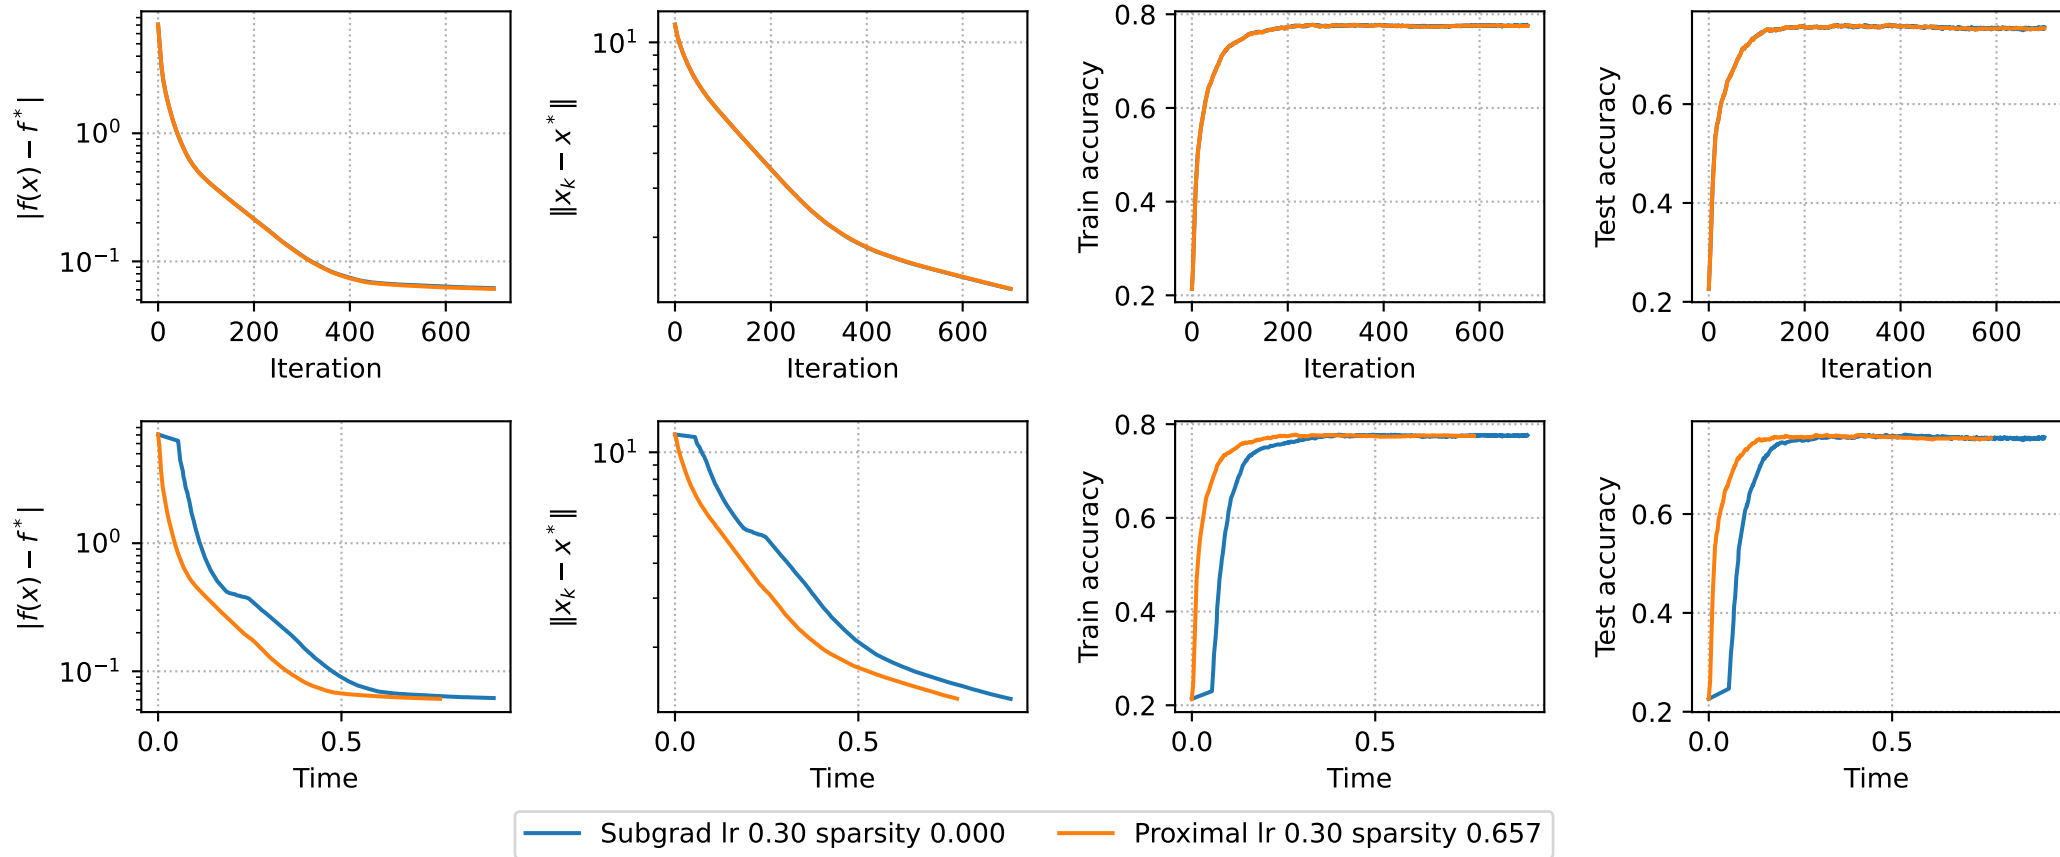 |f(x) − f*|
10⁰
10⁻¹
0 200 400 600
Iteration
‖x_k − x*‖
10¹
0 200 400 600
Iteration
Train accuracy
0.8
0.6
0.4
0.2
0 200 400 600
Iteration
Test accuracy
0.6
0.4
0.2
0 200 400 600
Iteration
|f(x) − f*|
10⁰
10⁻¹
0.0 0.5
Time
‖x_k − x*‖
10¹
0.0 0.5
Time
Train accuracy
0.8
0.6
0.4
0.2
0.0 0.5
Time
Test accuracy
0.6
0.4
0.2
0.0 0.5
Time
Subgrad lr 0.30 sparsity 0.000
Proximal lr 0.30 sparsity 0.657